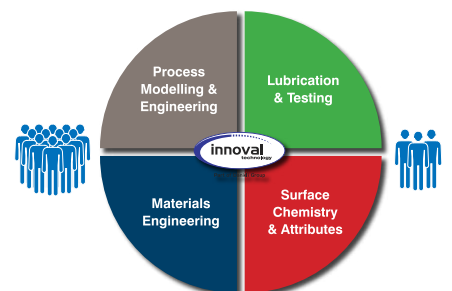 Process
Modelling &
Engineering
Lubrication
& Testing
innoval
technology
Materials
Engineering
Surface
Chemistry
& Attributes